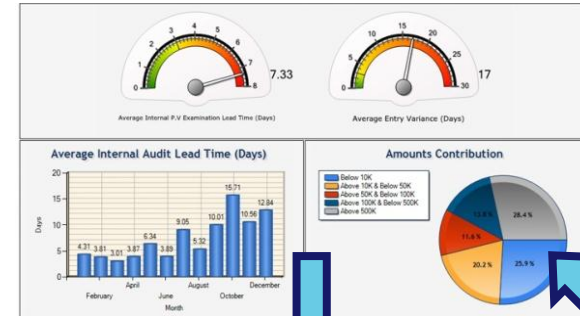 0 1 2 3 4 5 6 7 8
7.33
Average Internal P.V Examination Lead Time (Days)
0 5 10 15 20 25 30
17
Average Entry Variance (Days)
Average Internal Audit Lead Time (Days)
20
15
10
5
0
Days
4.31 3.81 3.01 3.87 6.34 3.89 9.05 5.32 10.01 15.71 10.56 12.84
February April June August October December
Month
Amounts Contribution
Below 10K
Above 10K & Below 50K
Above 50K & Below 100K
Above 100K & Below 500K
Above 500K
28.4 %
11.6 %
20.2 %
25.9 %